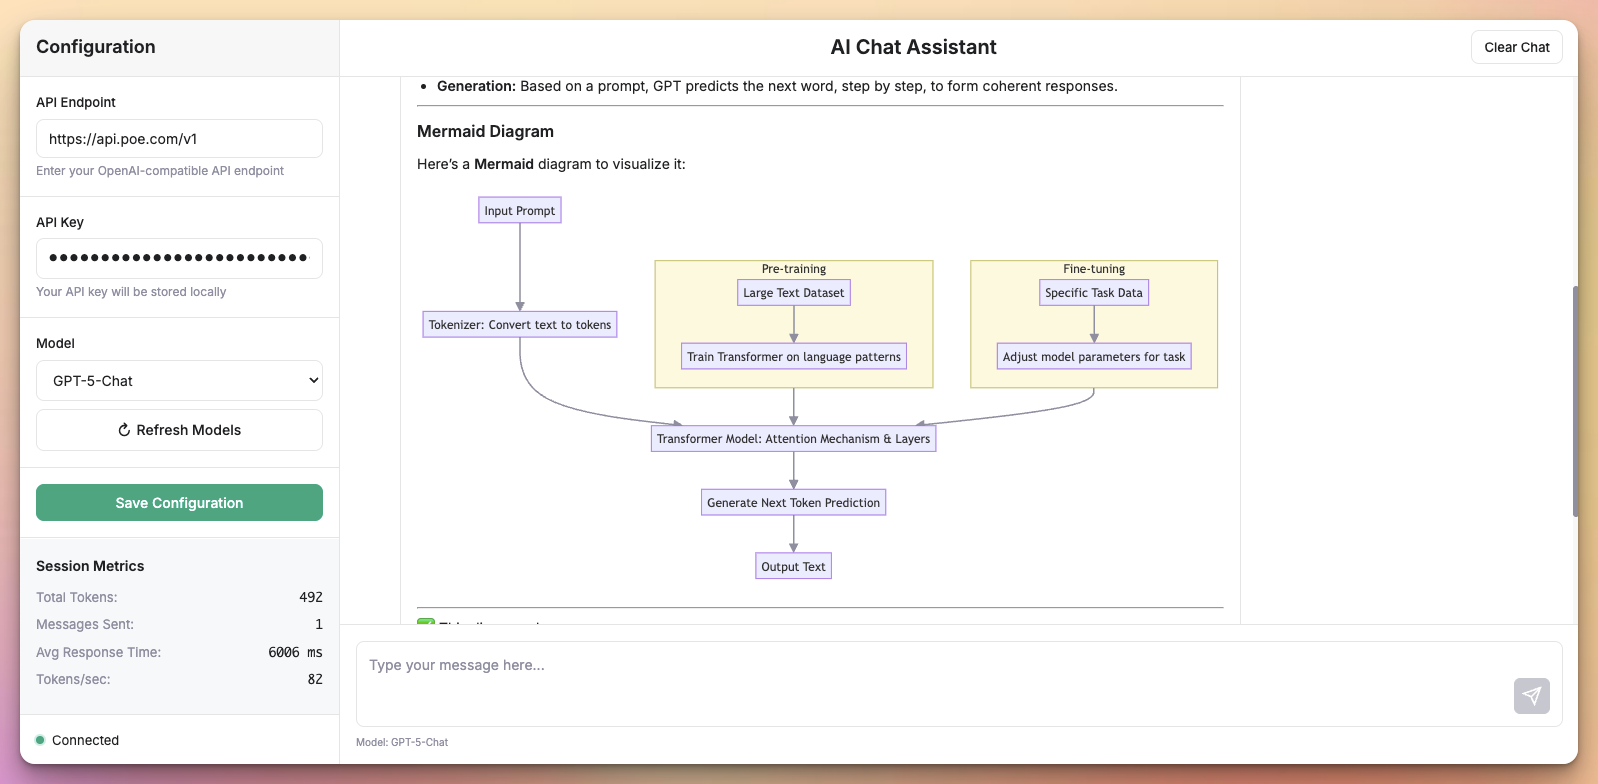 Configuration
API Endpoint
https://api.poe.com/v1
Enter your OpenAI-compatible API endpoint
API Key
Your API key will be stored locally
Model
GPT-5-Chat
Refresh Models
Save Configuration
Session Metrics
Total Tokens: 492
Messages Sent: 1
Avg Response Time: 6006 ms
Tokens/sec: 82
Connected
AI Chat Assistant
Clear Chat
Generation: Based on a prompt, GPT predicts the next word, step by step, to form coherent responses.
Mermaid Diagram
Here’s a Mermaid diagram to visualize it:
Input Prompt
Tokenizer: Convert text to tokens
Pre-training
Large Text Dataset
Train Transformer on language patterns
Fine-tuning
Specific Task Data
Adjust model parameters for task
Transformer Model: Attention Mechanism & Layers
Generate Next Token Prediction
Output Text
Type your message here...
Model: GPT-5-Chat